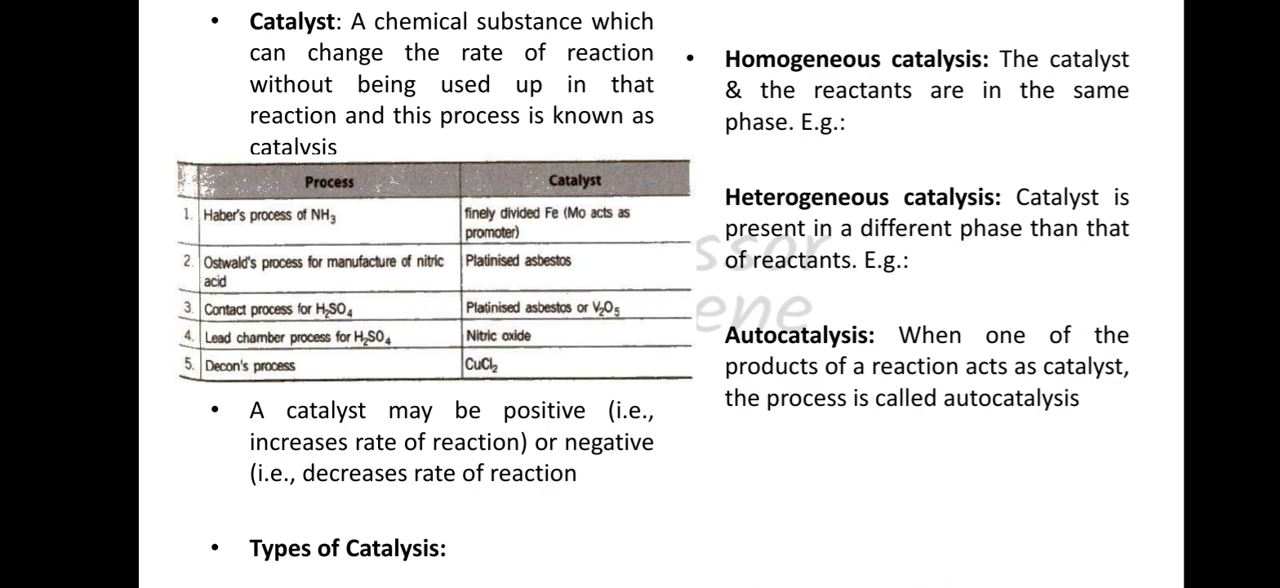 • Catalyst: A chemical substance which
can change the rate of reaction
without being used up in that
reaction and this process is known as
catalysis
Process Catalyst
1. Haber's process of NH₃ finely divided Fe (Mo acts as
promoter)
2. Ostwald's process for manufacture of nitric Platinised asbestos
acid
3. Contact process for H₂SO₄ Platinised asbestos or V₂O₅
4. Lead chamber process for H₂SO₄ Nitric oxide
5. Decon's process CuCl₂
• A catalyst may be positive (i.e.,
increases rate of reaction) or negative
(i.e., decreases rate of reaction
• Types of Catalysis:
• Homogeneous catalysis: The catalyst
& the reactants are in the same
phase. E.g.:
Heterogeneous catalysis: Catalyst is
present in a different phase than that
of reactants. E.g.:
Autocatalysis: When one of the
products of a reaction acts as catalyst,
the process is called autocatalysis